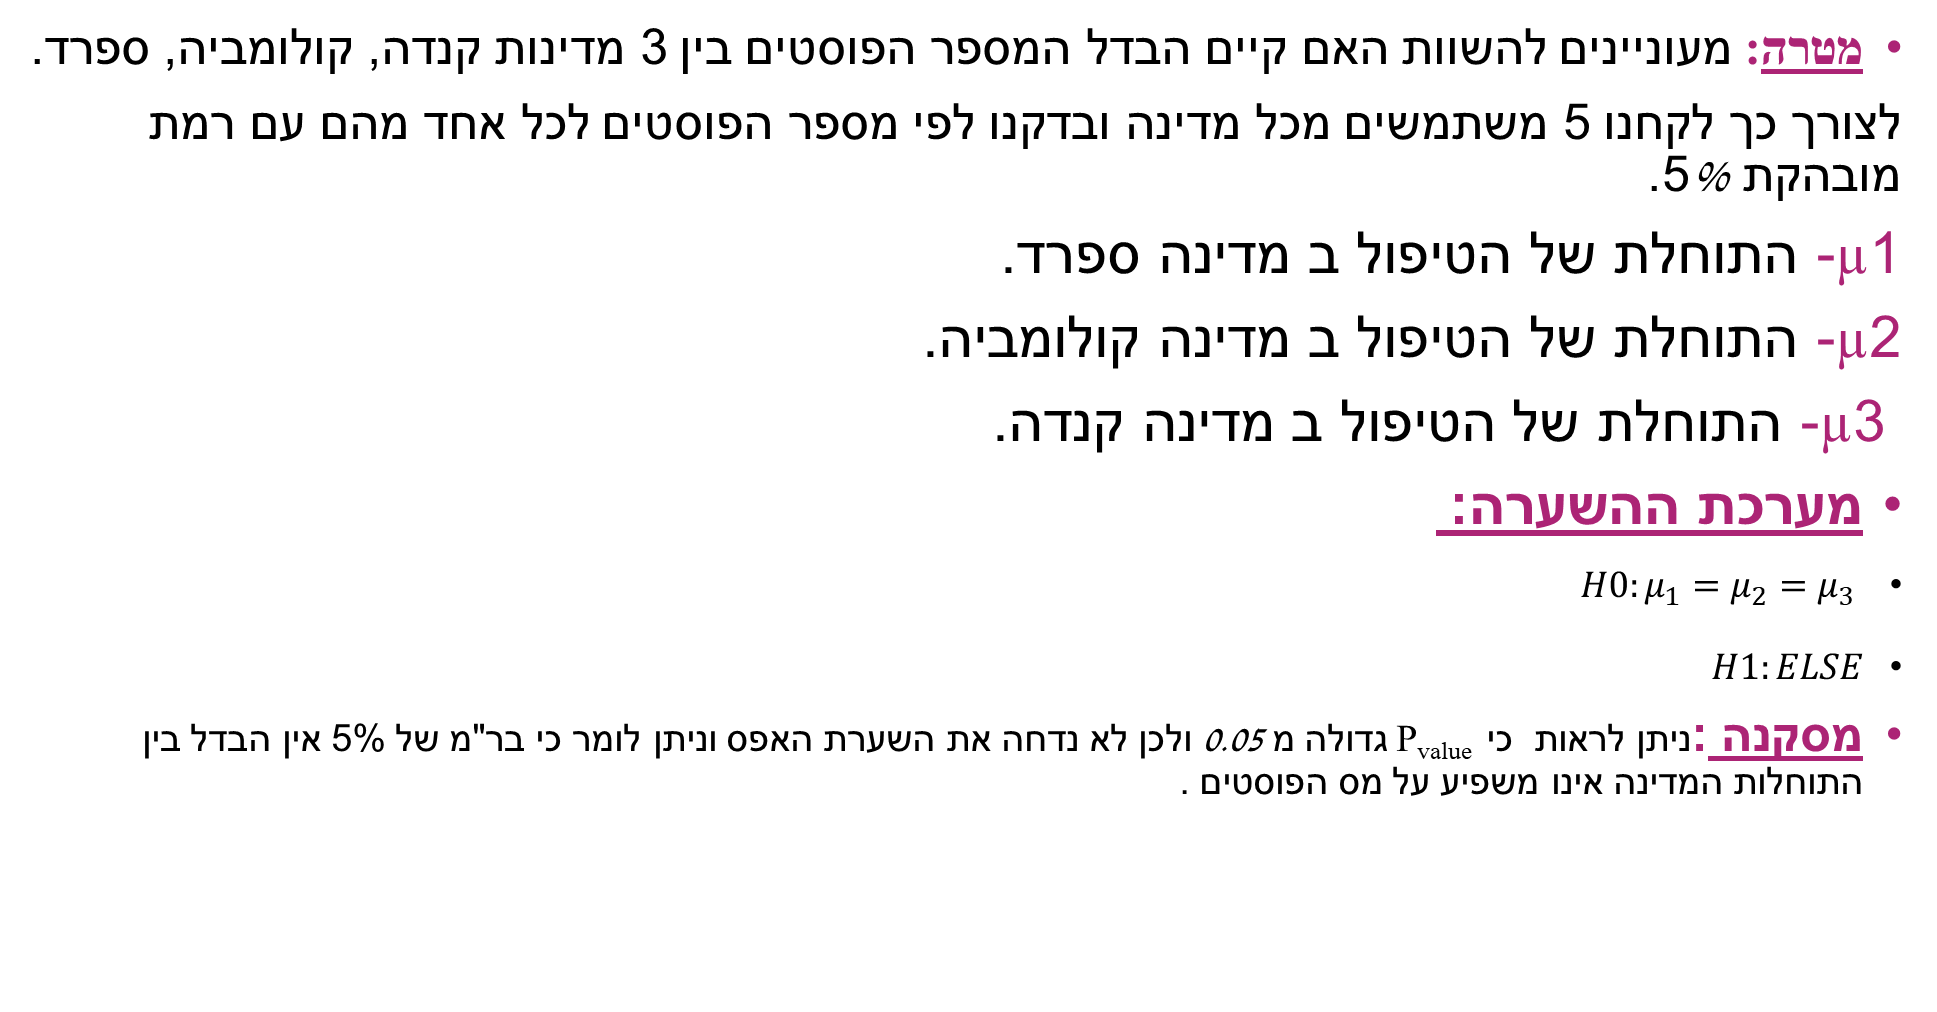 • מטרה: מעוניינים להשוות האם קיים הבדל המספר הפוסטים בין 3 מדינות קנדה, קולומביה, ספרד.
לצורך כך לקחנו 5 משתמשים מכל מדינה ובדקנו לפי מספר הפוסטים לכל אחד מהם עם רמת
מובהקת 5%.
μ1- התוחלת של הטיפול ב מדינה ספרד.
μ2- התוחלת של הטיפול ב מדינה קולומביה.
μ3- התוחלת של הטיפול ב מדינה קנדה.
• מערכת ההשערה:
• H0: μ₁ = μ₂ = μ₃
• H1: ELSE
• מסקנה :ניתן לראות כי Pvalue גדולה מ 0.05 ולכן לא נדחה את השערת האפס וניתן לומר כי בר"מ של 5% אין הבדל בין
התוחלות המדינה אינו משפיע על מס הפוסטים .